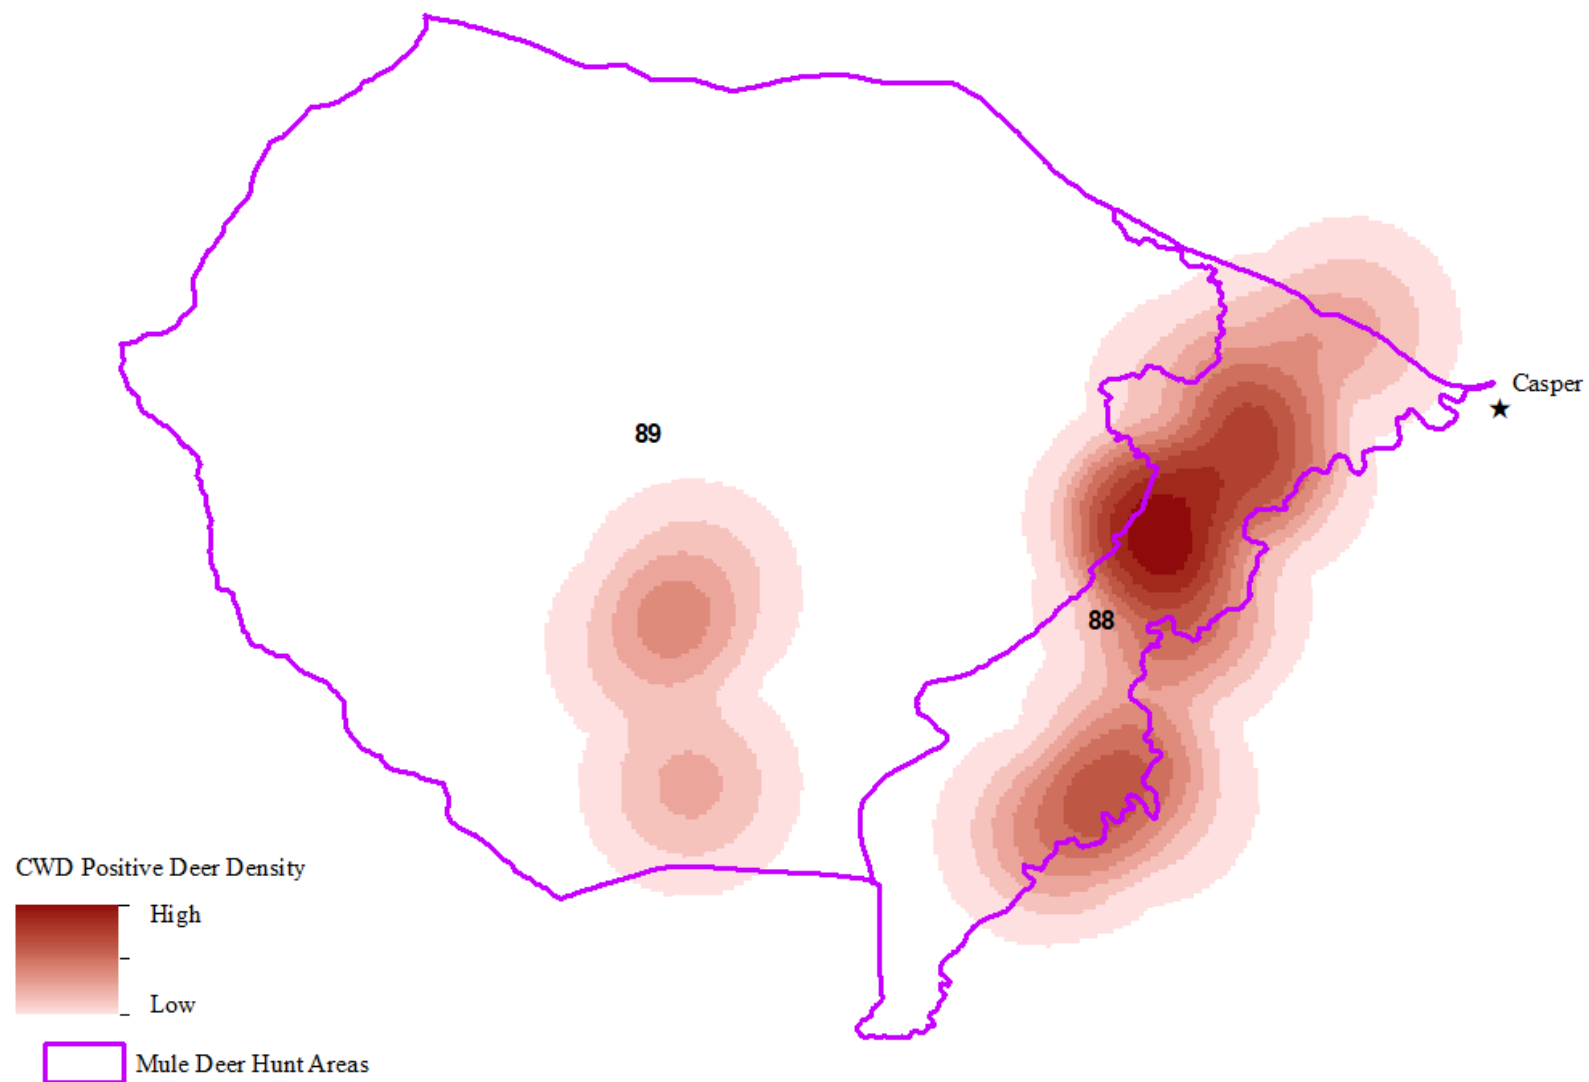 Casper
89
88
CWD Positive Deer Density
High
Low
Mule Deer Hunt Areas